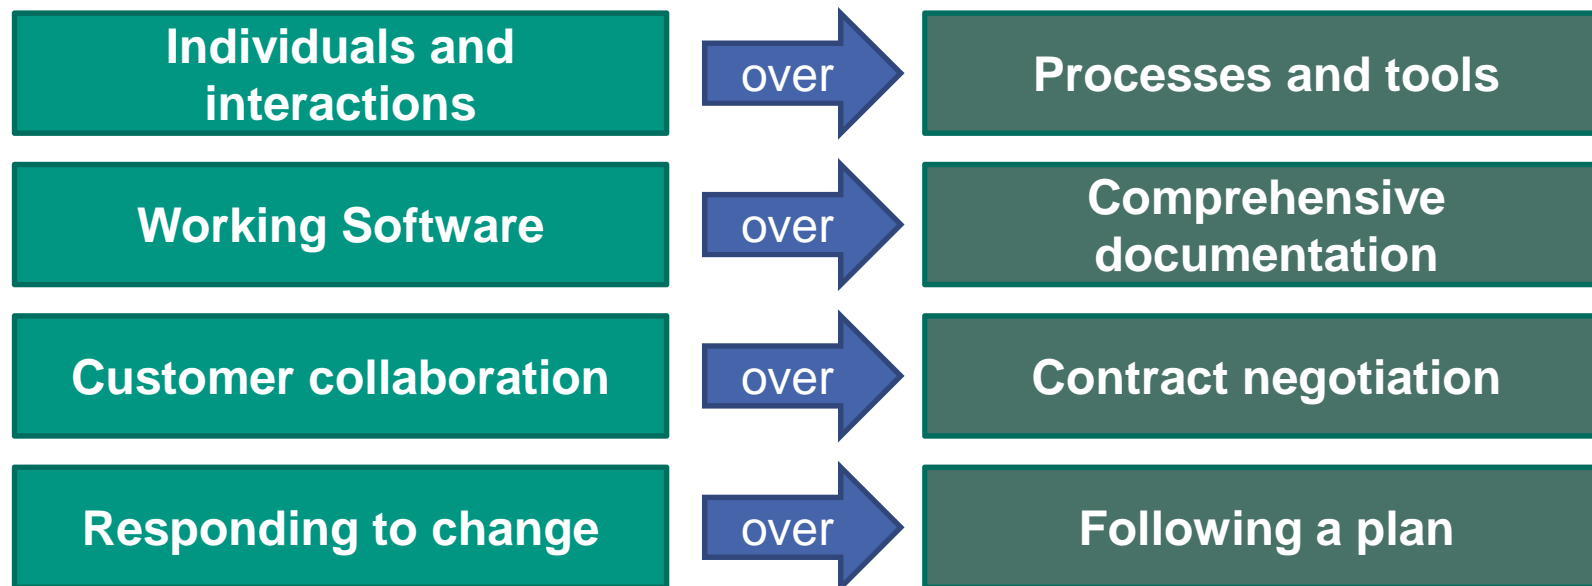 Individuals and
interactions
over
Processes and tools
Working Software
over
Comprehensive
documentation
Customer collaboration
over
Contract negotiation
Responding to change
over
Following a plan